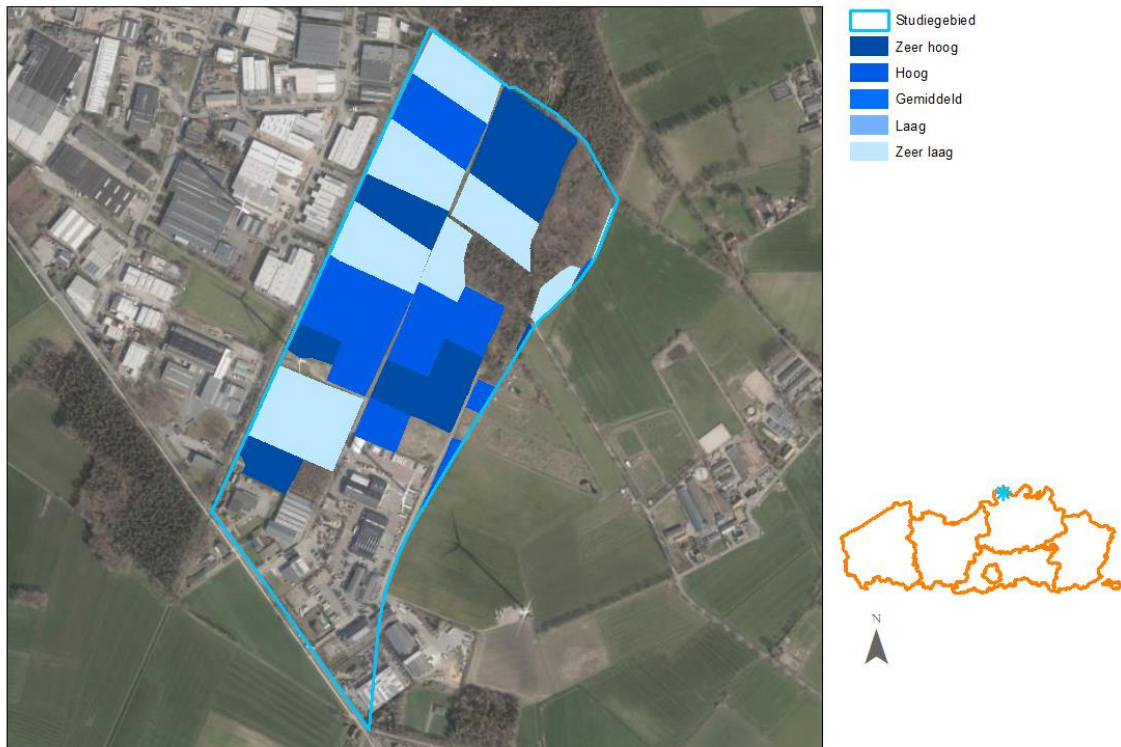 Studiegebied
Zeer hoog
Hoog
Gemiddeld
Laag
Zeer laag
N